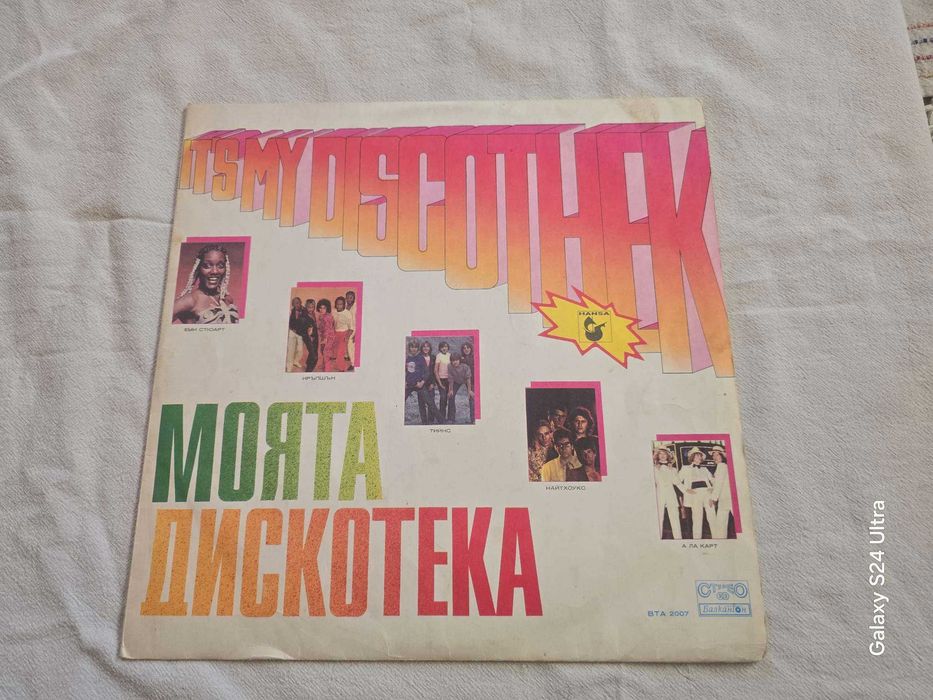 IT'S MY DISCOTHEK
HANSA
ЕМИ СТЮАРТ
ИРЪПШЪН
ТИЙНС
НАЙТХОУКС
А ЛА КАРТ
МОЯТА
ДИСКОТЕКА
СТЕРЕО
ВТА 2007
Балкантон
Galaxy S24 Ultra